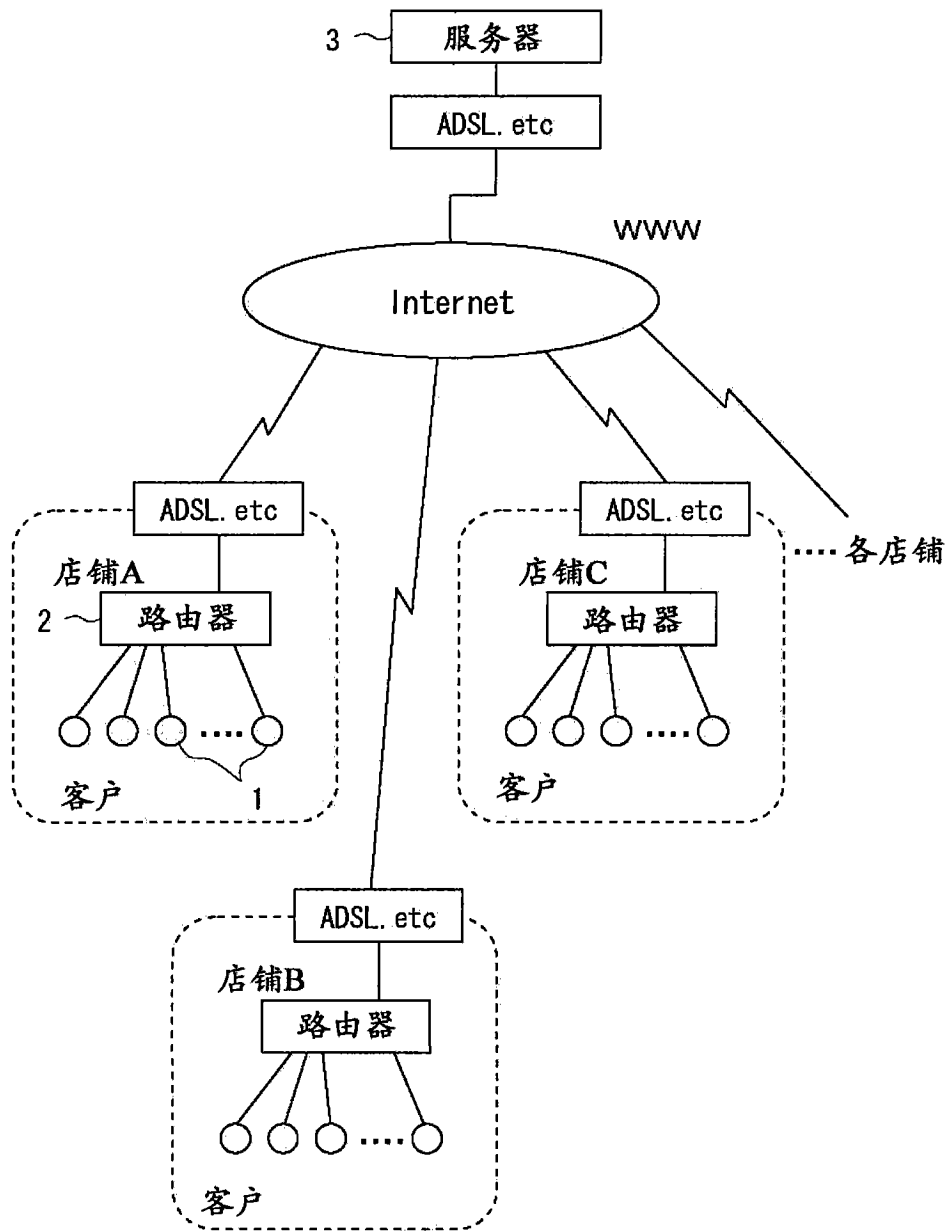 3
服务器
ADSL.etc
WWW
Internet
ADSL.etc
ADSL.etc
····各店铺
店铺A
店铺C
2
路由器
路由器
····
····
客户
1
客户
ADSL.etc
店铺B
路由器
····
客户